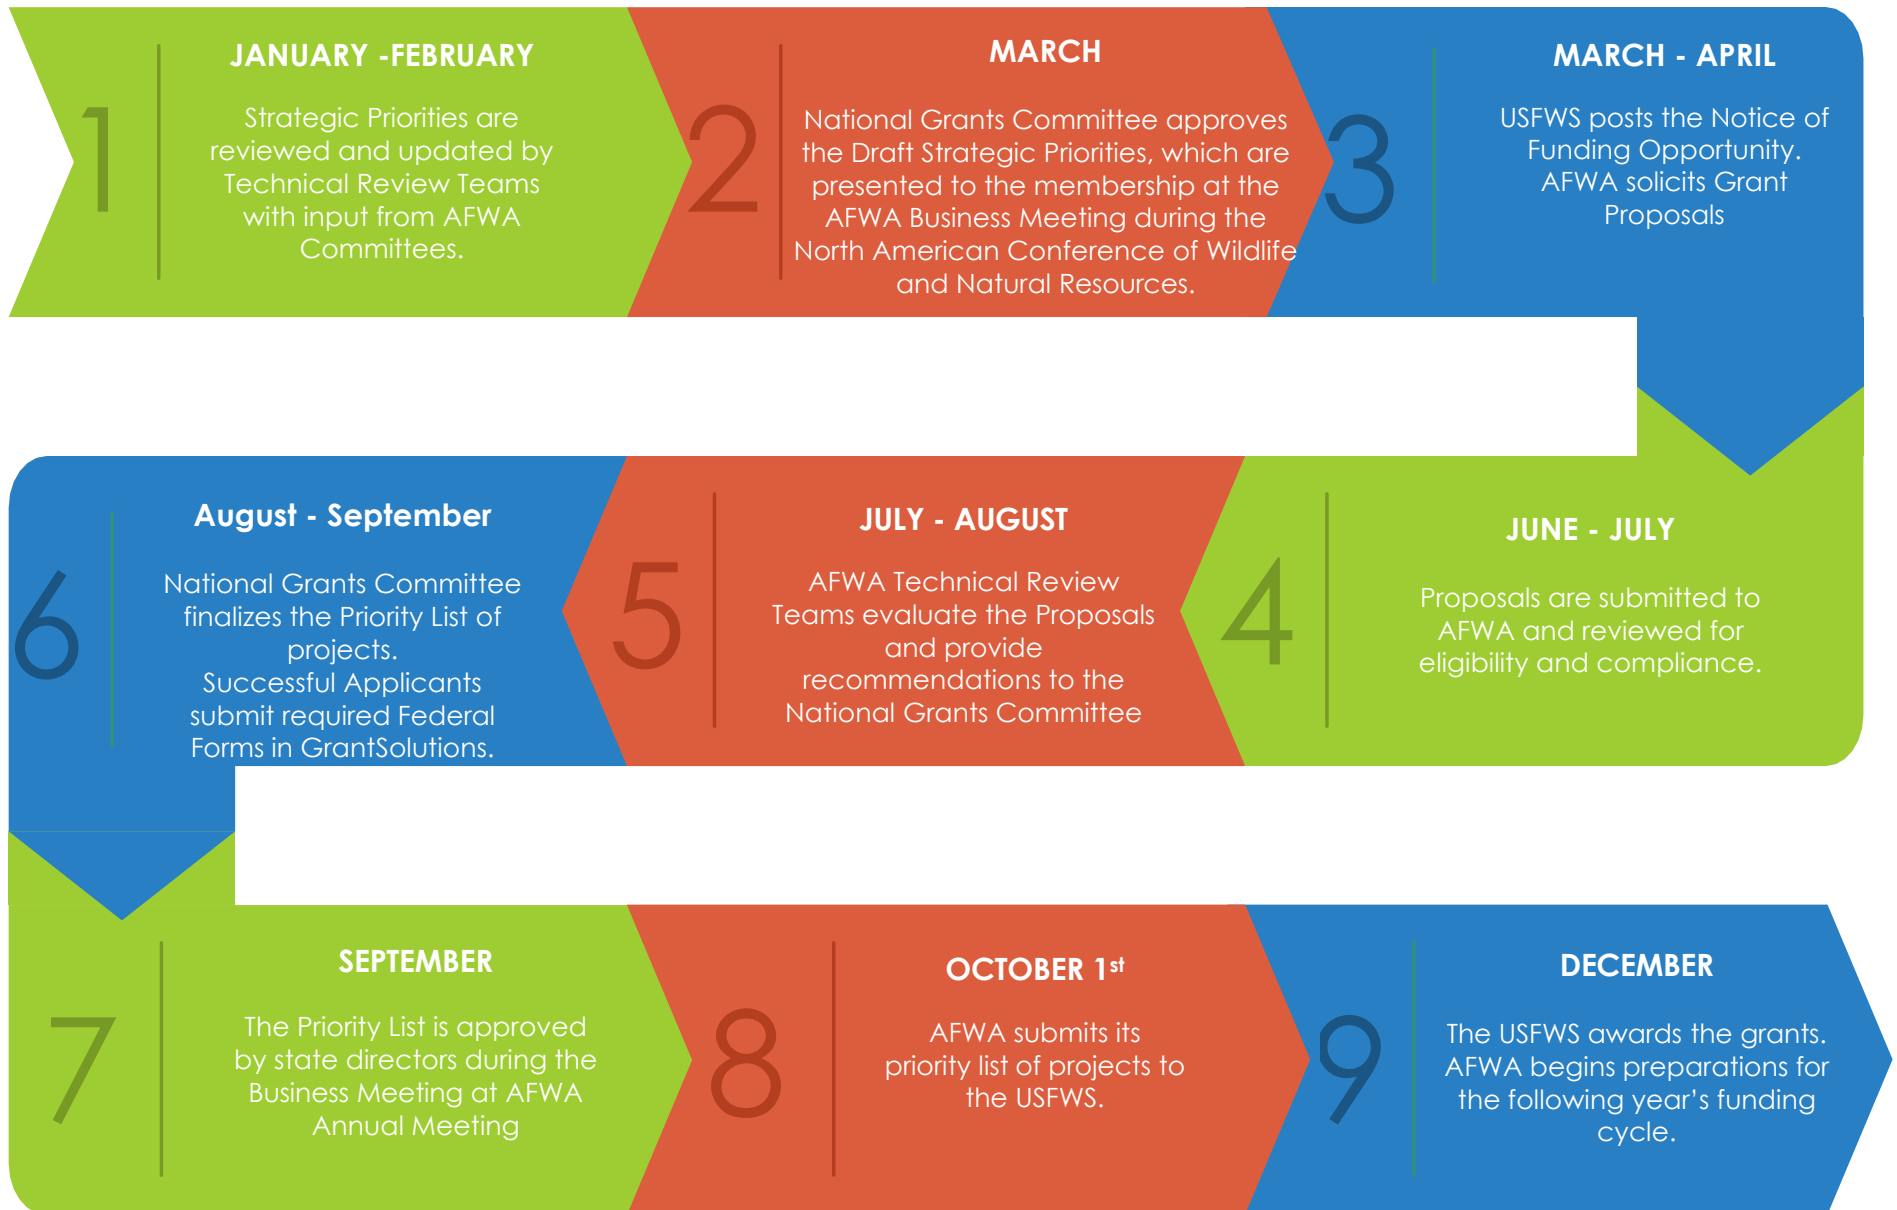 1
JANUARY -FEBRUARY
Strategic Priorities are
reviewed and updated by
Technical Review Teams
with input from AFWA
Committees.
2
MARCH
National Grants Committee approves
the Draft Strategic Priorities, which are
presented to the membership at the
AFWA Business Meeting during the
North American Conference of Wildlife
and Natural Resources.
3
MARCH - APRIL
USFWS posts the Notice of
Funding Opportunity.
AFWA solicits Grant
Proposals
4
JUNE - JULY
Proposals are submitted to
AFWA and reviewed for
eligibility and compliance.
5
JULY - AUGUST
AFWA Technical Review
Teams evaluate the Proposals
and provide
recommendations to the
National Grants Committee
6
August - September
National Grants Committee
finalizes the Priority List of
projects.
Successful Applicants
submit required Federal
Forms in GrantSolutions.
7
SEPTEMBER
The Priority List is approved
by state directors during the
Business Meeting at AFWA
Annual Meeting
8
OCTOBER 1st
AFWA submits its
priority list of projects to
the USFWS.
9
DECEMBER
The USFWS awards the grants.
AFWA begins preparations for
the following year’s funding
cycle.